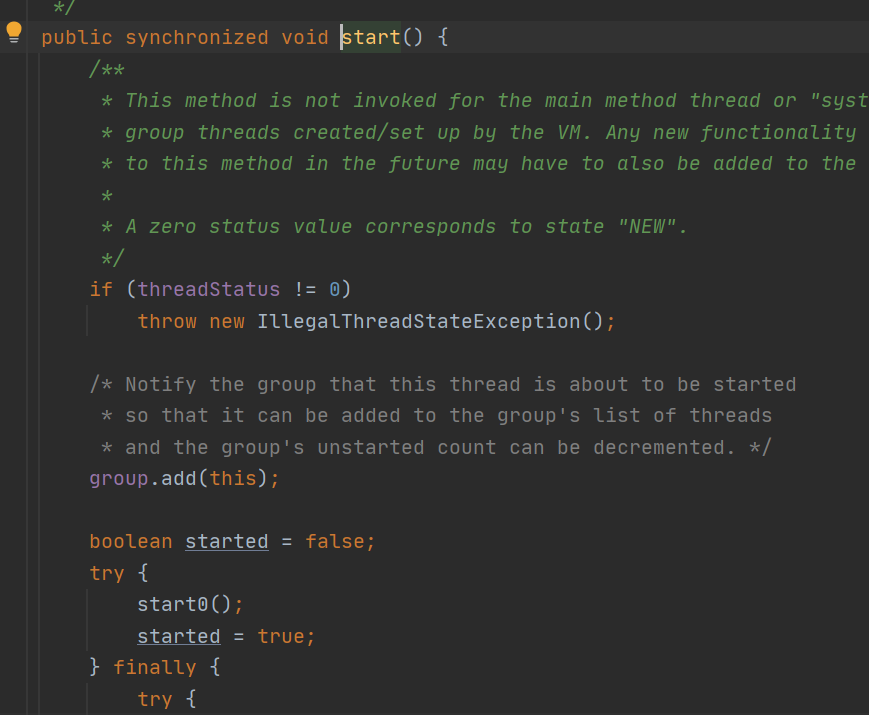 */
public synchronized void start() {
/**
* This method is not invoked for the main method thread or "syst
* group threads created/set up by the VM. Any new functionality
* to this method in the future may have to also be added to the
*
* A zero status value corresponds to state "NEW".
*/
if (threadStatus != 0)
throw new IllegalThreadStateException();
/* Notify the group that this thread is about to be started
* so that it can be added to the group's list of threads
* and the group's unstarted count can be decremented. */
group.add(this);
boolean started = false;
try {
start0();
started = true;
} finally {
try {